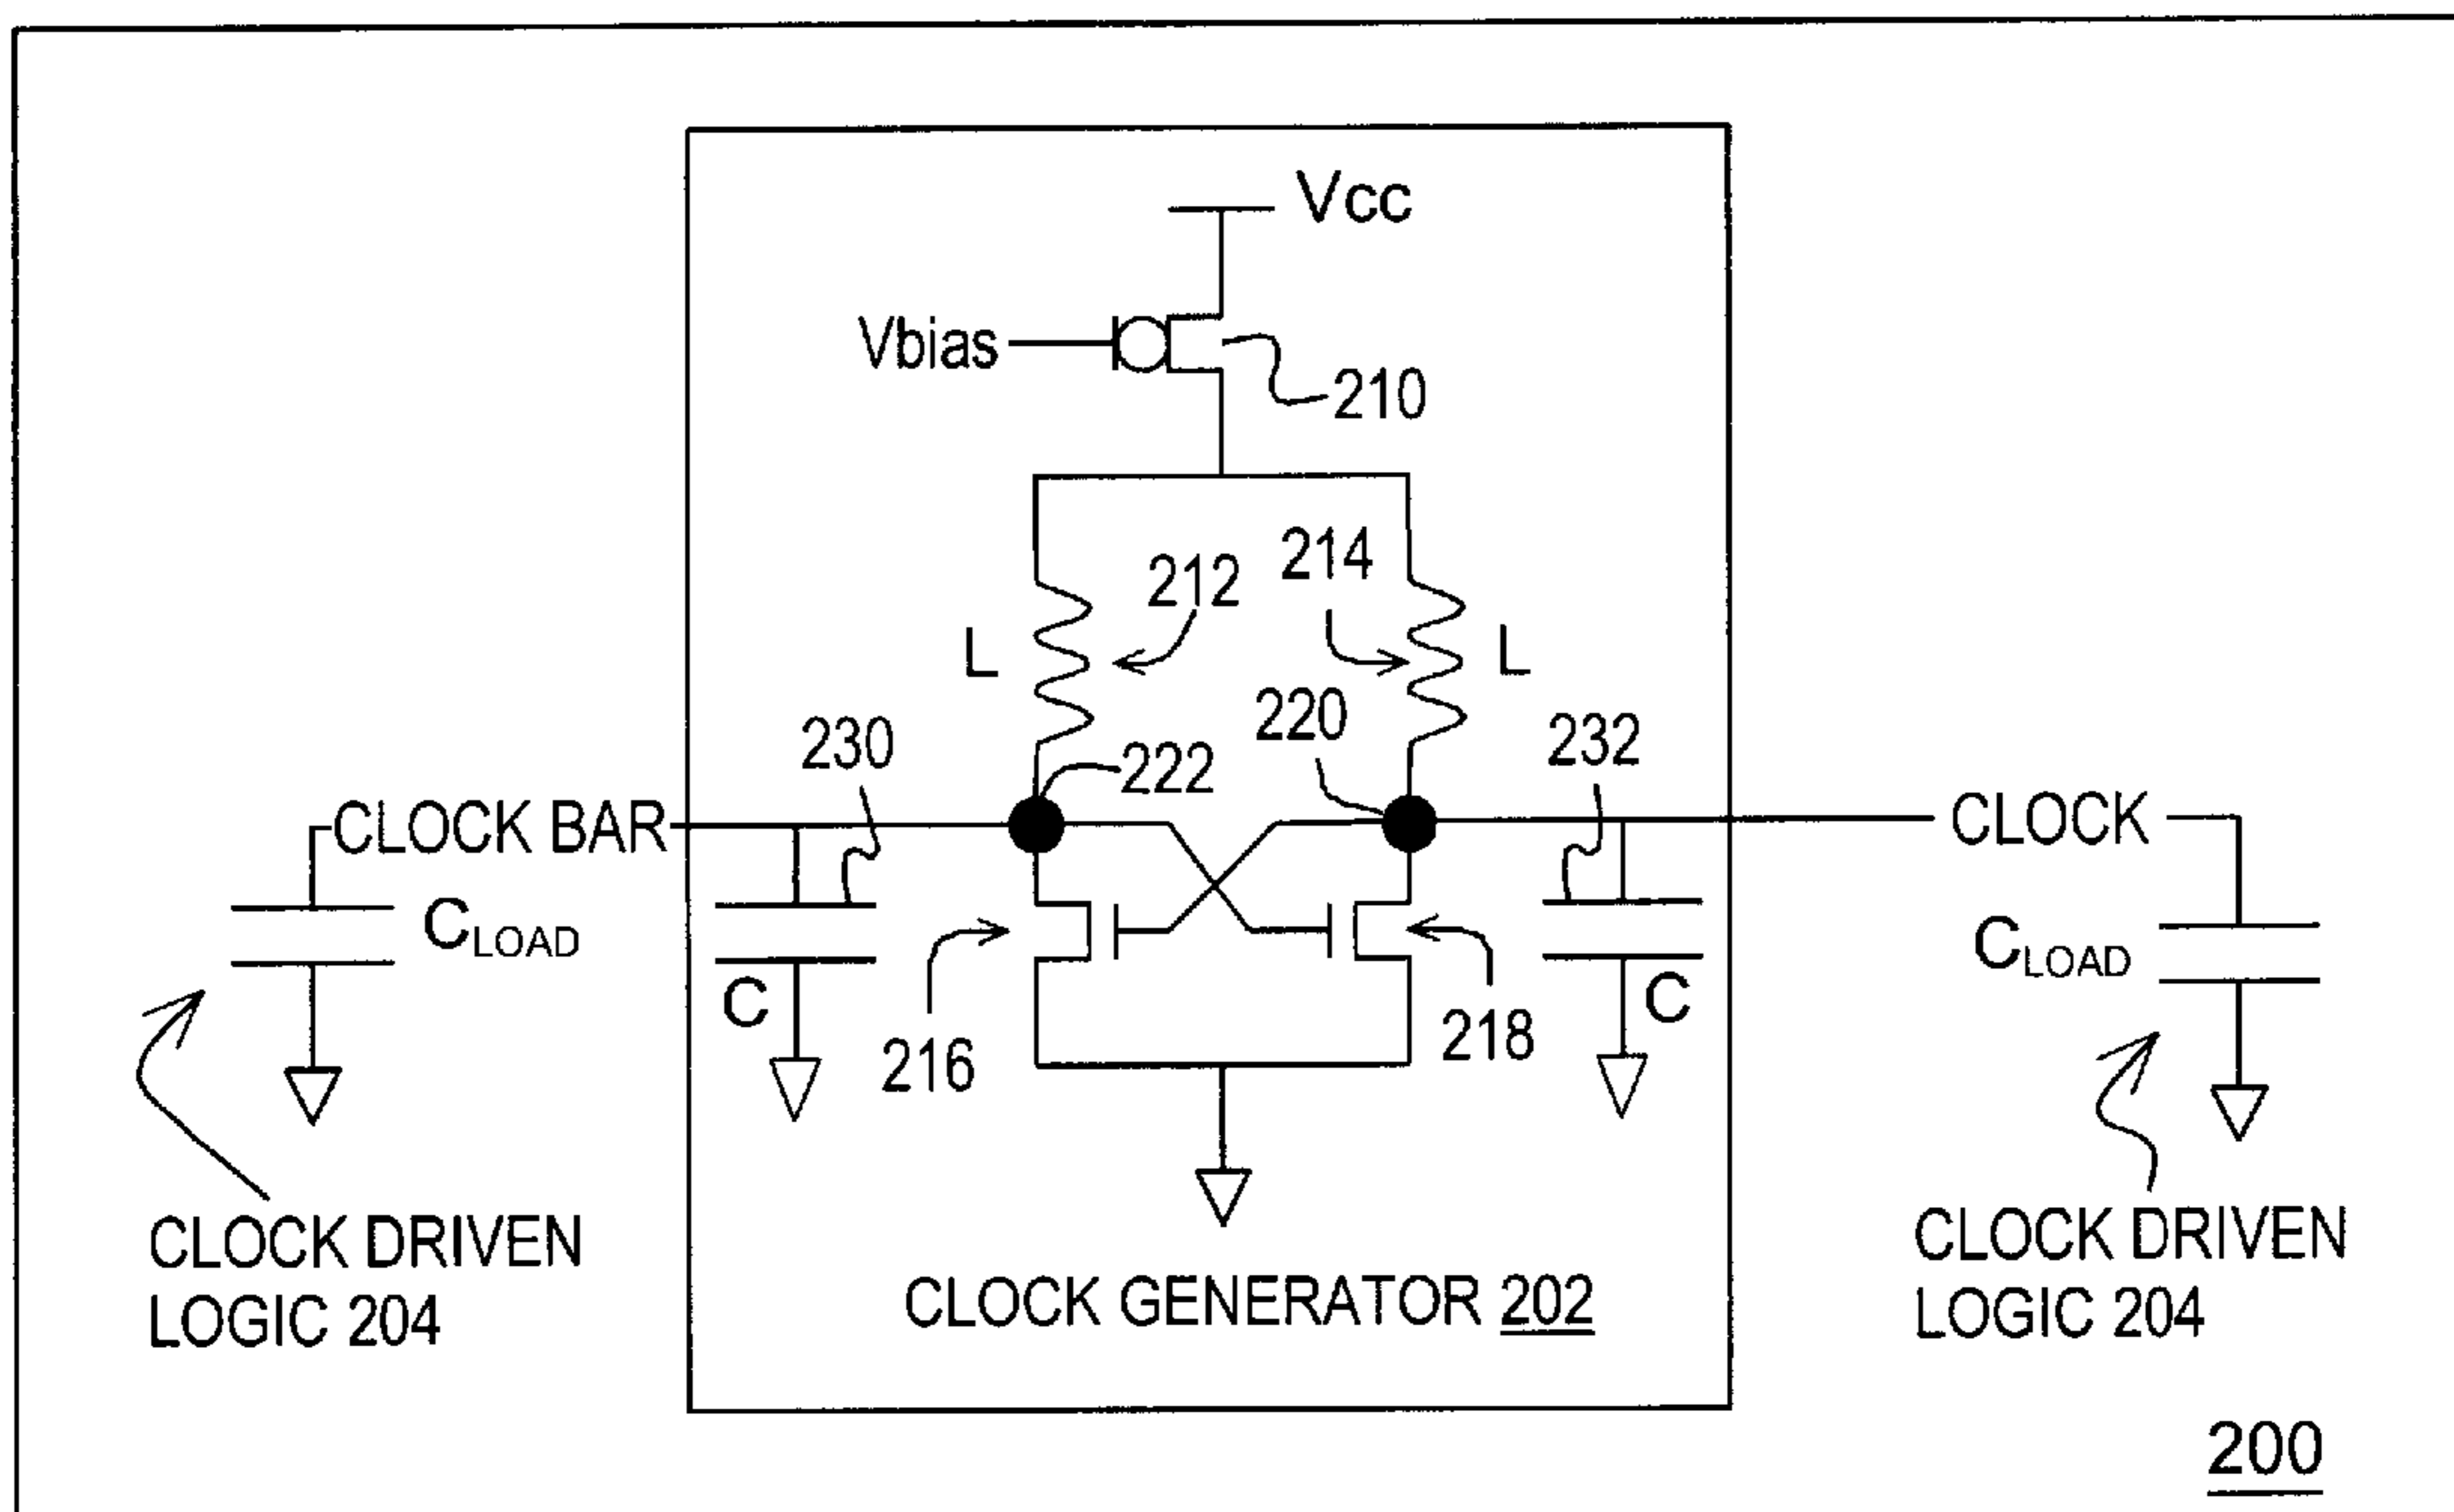 Vcc
Vbias
210
214
212
L
L
220
230
232
222
CLOCK BAR
CLOCK
CLOAD
CLOAD
C
C
216
218
CLOCK DRIVEN
LOGIC 204
CLOCK GENERATOR 202
CLOCK DRIVEN
LOGIC 204
200